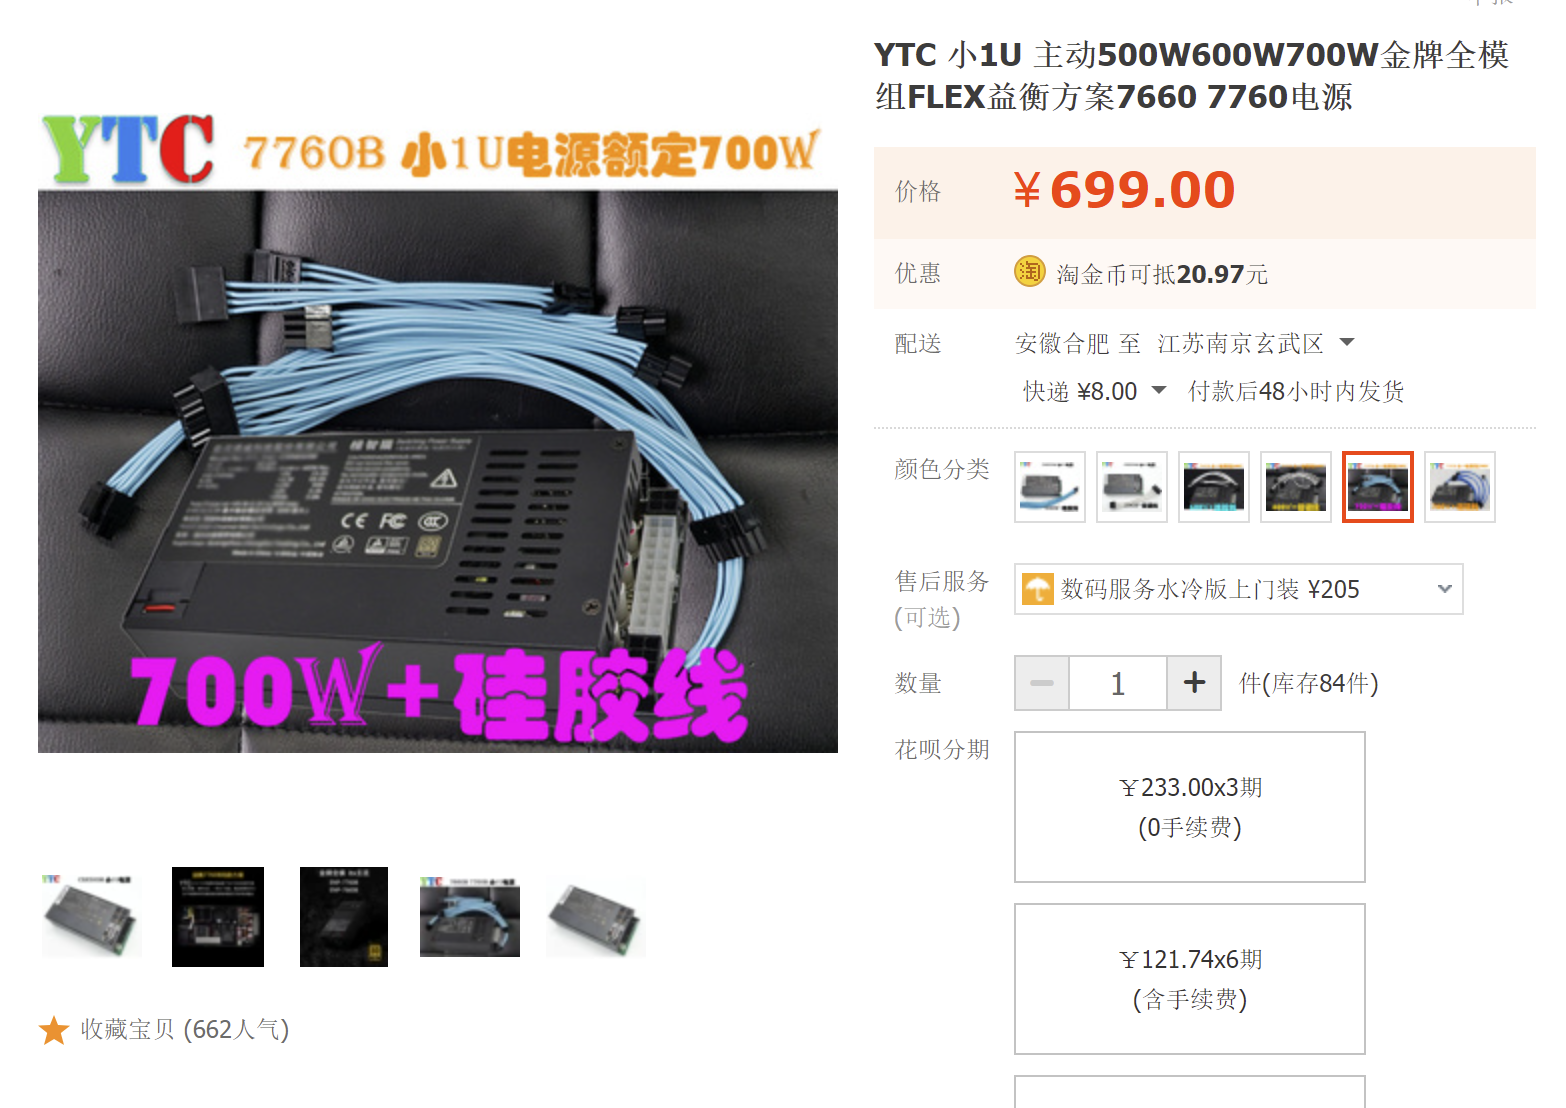 YTC 小1U 主动500W600W700W金牌全模
组FLEX益衡方案7660 7760电源
YTC 7760B 小1U电源额定700W
700W+硅胶线
价格
¥699.00
优惠
淘金币可抵20.97元
配送
安徽合肥 至 江苏南京玄武区
快递 ¥8.00 付款后48小时内发货
颜色分类
售后服务
(可选)
数码服务水冷版上门装 ¥205
数量
1
件(库存84件)
花呗分期
¥233.00x3期
(0手续费)
¥121.74x6期
(含手续费)
收藏宝贝 (662人气)